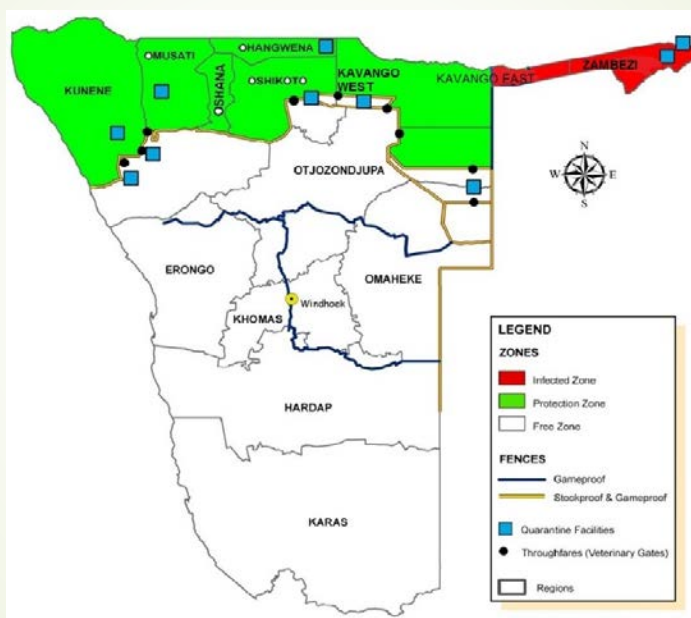 OHANGWENA
OMUSATI
KUNENE
OSHANA
OSHIKOTO
KAVANGO
WEST
KAVANGO EAST
ZAMBEZI
N
W E
S
OTJOZONDJUPA
ERONGO
OMAHEKE
Windhoek
KHOMAS
HARDAP
KARAS
LEGEND
ZONES
Infected Zone
Protection Zone
Free Zone
FENCES
Gameproof
Stookproof & Gameproof
Quarantine Facilities
Throughfares (Veterinary Gates)
Regions